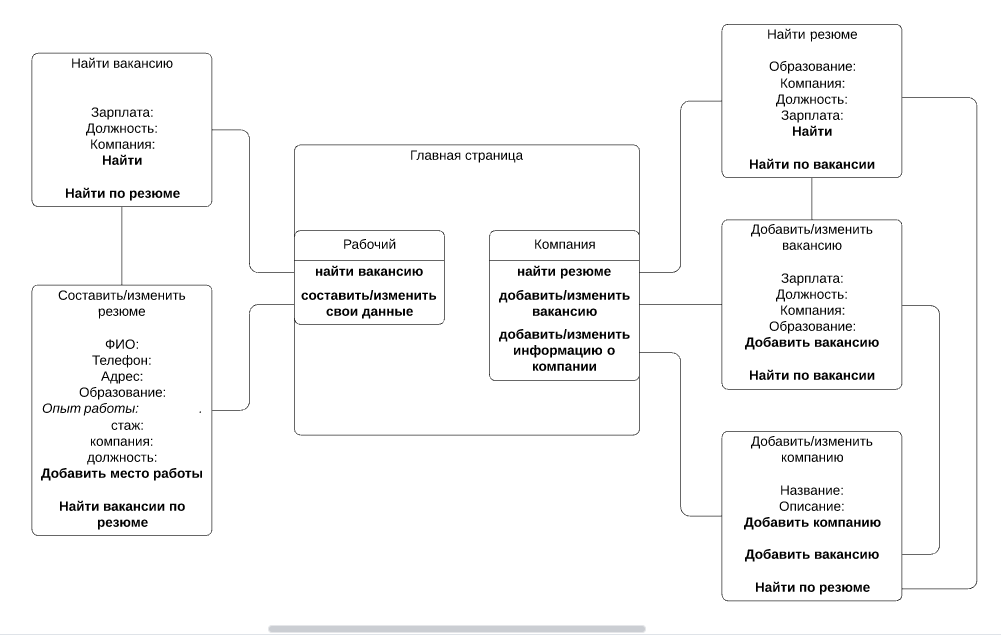 Найти вакансию
Зарплата:
Должность:
Компания:
Найти
Найти по резюме
Составить/изменить
резюме
ФИО:
Телефон:
Адрес:
Образование:
Опыт работы: .
стаж:
компания:
должность:
Добавить место работы
Найти вакансии по
резюме
Главная страница
Рабочий
найти вакансию
составить/изменить
свои данные
Компания
найти резюме
добавить/изменить
вакансию
добавить/изменить
информацию о
компании
Найти резюме
Образование:
Компания:
Должность:
Зарплата:
Найти
Найти по вакансии
Добавить/изменить
вакансию
Зарплата:
Должность:
Компания:
Образование:
Добавить вакансию
Найти по вакансии
Добавить/изменить
компанию
Название:
Описание:
Добавить компанию
Добавить вакансию
Найти по резюме